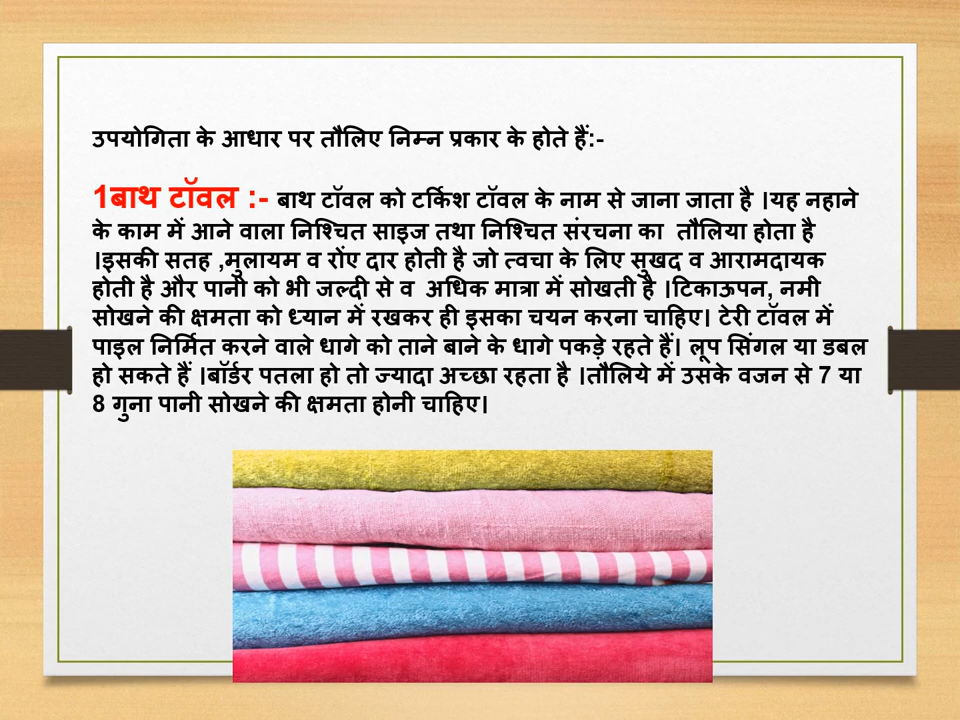 उपयोगिता के आधार पर तौलिए निम्न प्रकार के होते हैं:-
1बाथ टॉवल :- बाथ टॉवल को टर्किश टॉवल के नाम से जाना जाता है ।यह नहाने
के काम में आने वाला निश्चित साइज तथा निश्चित संरचना का तौलिया होता है
।इसकी सतह ,मुलायम व रोंए दार होती है जो त्वचा के लिए सुखद व आरामदायक
होती है और पानी को भी जल्दी से व अधिक मात्रा में सोखती है ।टिकाऊपन, नमी
सोखने की क्षमता को ध्यान में रखकर ही इसका चयन करना चाहिए। टेरी टॉवल में
पाइल निर्मित करने वाले धागे को ताने बाने के धागे पकड़े रहते हैं। लूप सिंगल या डबल
हो सकते हैं ।बॉर्डर पतला हो तो ज्यादा अच्छा रहता है ।तौलिये में उसके वजन से 7 या
8 गुना पानी सोखने की क्षमता होनी चाहिए।